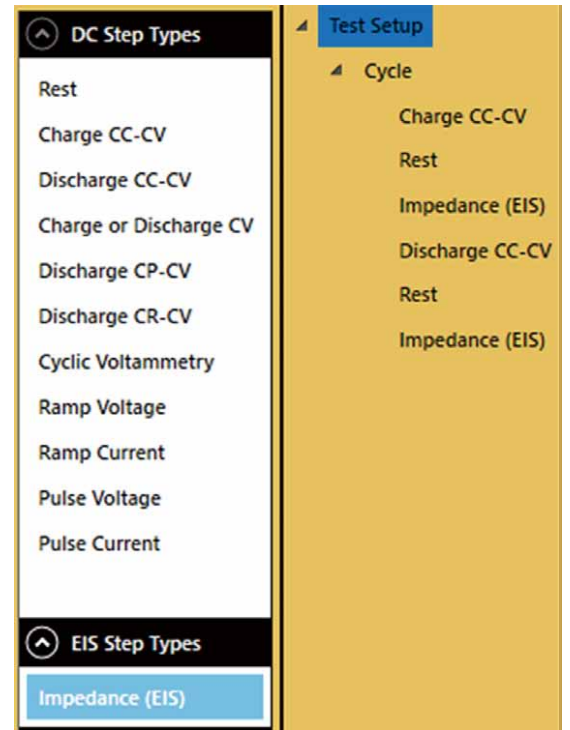 DC Step Types
Rest
Charge CC-CV
Discharge CC-CV
Charge or Discharge CV
Discharge CP-CV
Discharge CR-CV
Cyclic Voltammetry
Ramp Voltage
Ramp Current
Pulse Voltage
Pulse Current
EIS Step Types
Impedance (EIS)
Test Setup
Cycle
Charge CC-CV
Rest
Impedance (EIS)
Discharge CC-CV
Rest
Impedance (EIS)